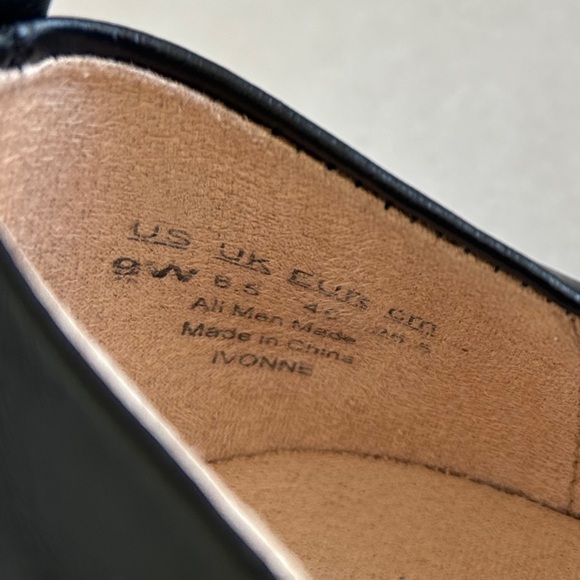 US UK EUR cm
9W 6.5 40 25.5
All Man Made
Made in China
IVONNE